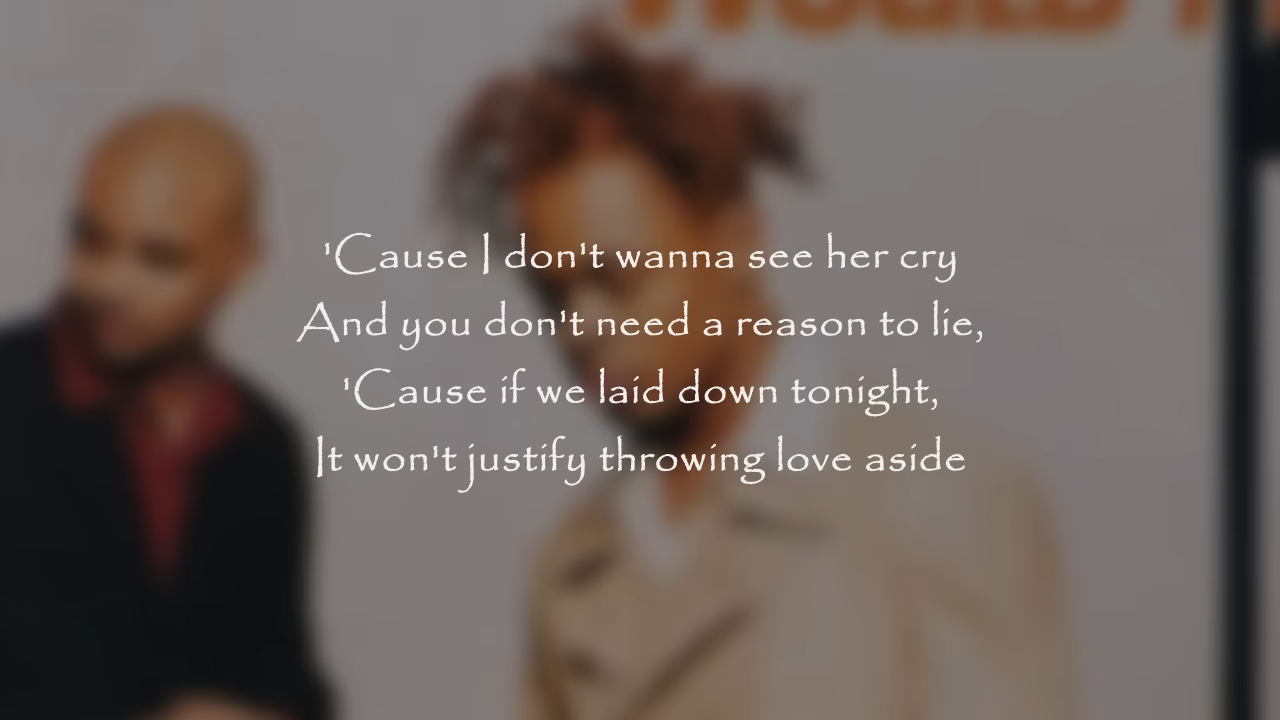 'Cause I don't wanna see her cry
And you don't need a reason to lie,
'Cause if we laid down tonight,
It won't justify throwing love aside